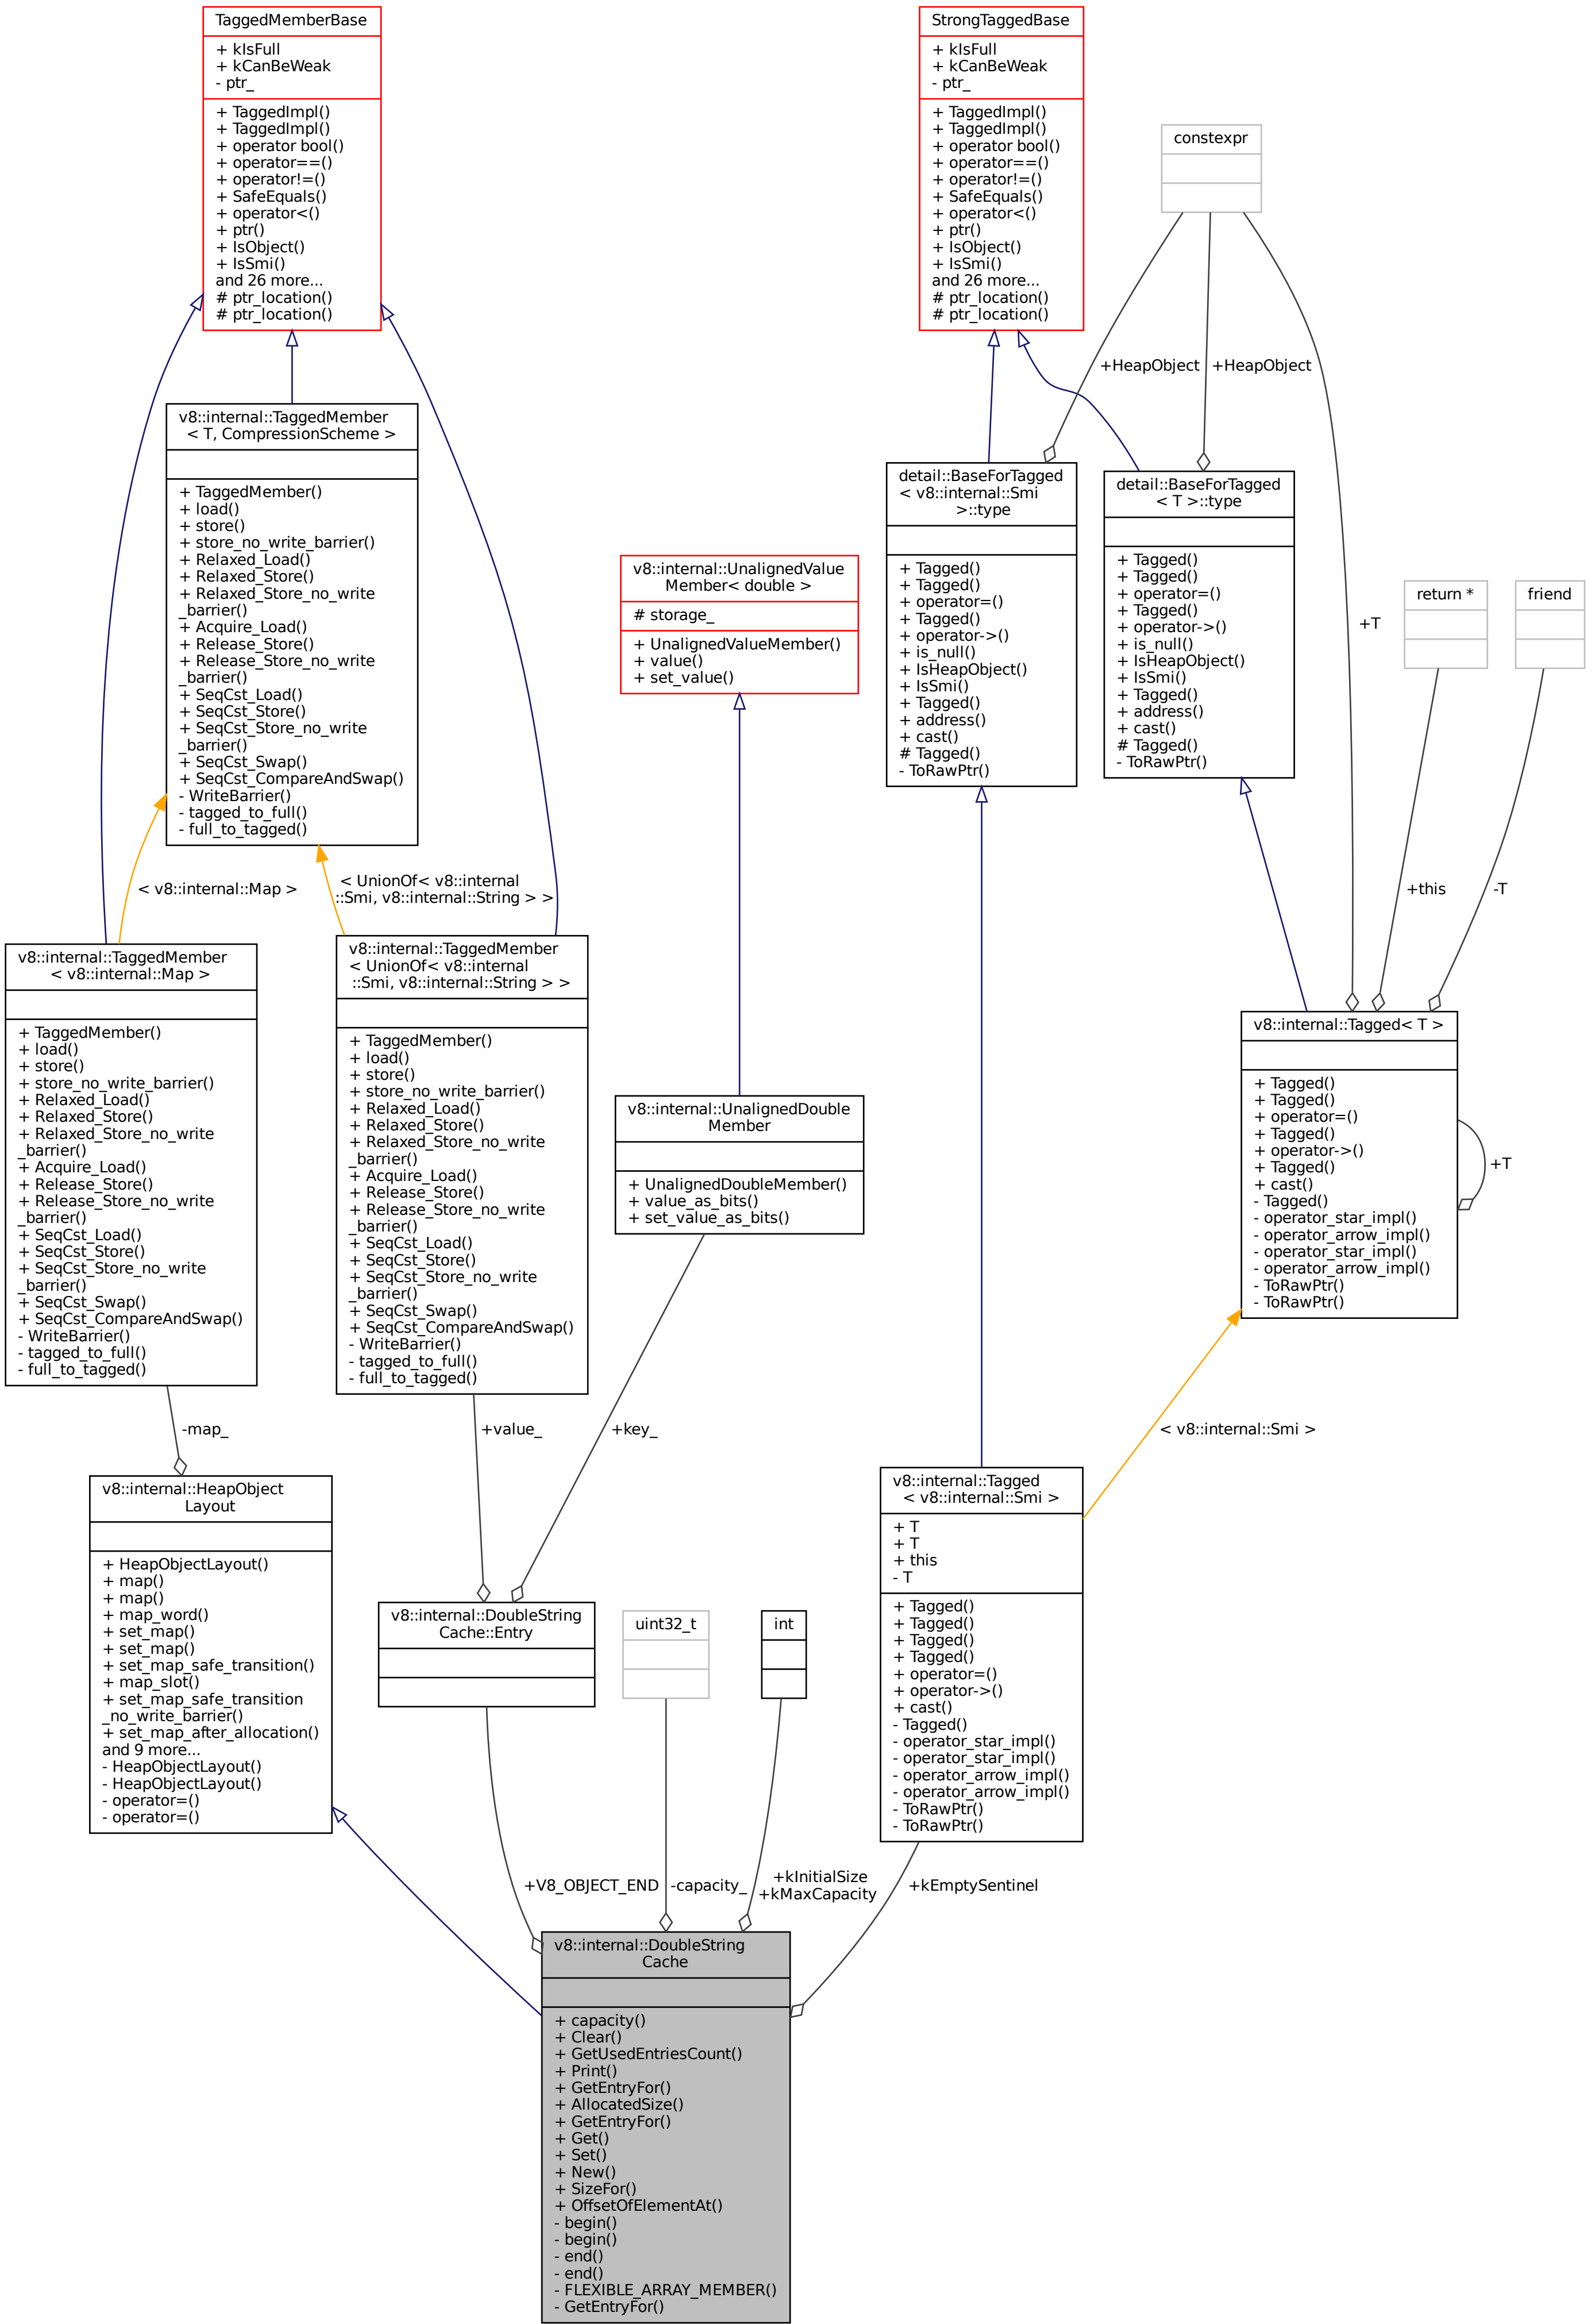 TaggedMemberBase
+ kIsFull
+ kCanBeWeak
- ptr_
+ TaggedImpl()
+ TaggedImpl()
+ operator bool()
+ operator==()
+ operator!=()
+ SafeEquals()
+ operator<()
+ ptr()
+ IsObject()
+ IsSmi()
and 26 more...
# ptr_location()
# ptr_location()
StrongTaggedBase
+ kIsFull
+ kCanBeWeak
- ptr_
+ TaggedImpl()
+ TaggedImpl()
+ operator bool()
+ operator==()
+ operator!=()
+ SafeEquals()
+ operator<()
+ ptr()
+ IsObject()
+ IsSmi()
and 26 more...
# ptr_location()
# ptr_location()
constexpr
+HeapObject
+HeapObject
v8::internal::TaggedMember
< T, CompressionScheme >
+ TaggedMember()
+ load()
+ store()
+ store_no_write_barrier()
+ Relaxed_Load()
+ Relaxed_Store()
+ Relaxed_Store_no_write
_barrier()
+ Acquire_Load()
+ Release_Store()
+ Release_Store_no_write
_barrier()
+ SeqCst_Load()
+ SeqCst_Store()
+ SeqCst_Store_no_write
_barrier()
+ SeqCst_Swap()
+ SeqCst_CompareAndSwap()
- WriteBarrier()
- tagged_to_full()
- full_to_tagged()
v8::internal::UnalignedValue
Member< double >
# storage_
+ UnalignedValueMember()
+ value()
+ set_value()
detail::BaseForTagged
< v8::internal::Smi
>::type
+ Tagged()
+ Tagged()
+ operator=()
+ Tagged()
+ operator->()
+ is_null()
+ IsHeapObject()
+ IsSmi()
+ Tagged()
+ address()
+ cast()
# Tagged()
- ToRawPtr()
detail::BaseForTagged
< T >::type
+ Tagged()
+ Tagged()
+ operator=()
+ Tagged()
+ operator->()
+ is_null()
+ IsHeapObject()
+ IsSmi()
+ Tagged()
+ address()
+ cast()
# Tagged()
- ToRawPtr()
+T
return *
friend
< v8::internal::Map >
< UnionOf< v8::internal
::Smi, v8::internal::String > >
+this
-T
v8::internal::TaggedMember
< v8::internal::Map >
+ TaggedMember()
+ load()
+ store()
+ store_no_write_barrier()
+ Relaxed_Load()
+ Relaxed_Store()
+ Relaxed_Store_no_write
_barrier()
+ Acquire_Load()
+ Release_Store()
+ Release_Store_no_write
_barrier()
+ SeqCst_Load()
+ SeqCst_Store()
+ SeqCst_Store_no_write
_barrier()
+ SeqCst_Swap()
+ SeqCst_CompareAndSwap()
- WriteBarrier()
- tagged_to_full()
- full_to_tagged()
v8::internal::TaggedMember
< UnionOf< v8::internal
::Smi, v8::internal::String > >
+ TaggedMember()
+ load()
+ store()
+ store_no_write_barrier()
+ Relaxed_Load()
+ Relaxed_Store()
+ Relaxed_Store_no_write
_barrier()
+ Acquire_Load()
+ Release_Store()
+ Release_Store_no_write
_barrier()
+ SeqCst_Load()
+ SeqCst_Store()
+ SeqCst_Store_no_write
_barrier()
+ SeqCst_Swap()
+ SeqCst_CompareAndSwap()
- WriteBarrier()
- tagged_to_full()
- full_to_tagged()
v8::internal::UnalignedDouble
Member
+ UnalignedDoubleMember()
+ value_as_bits()
+ set_value_as_bits()
v8::internal::Tagged< T >
+ Tagged()
+ Tagged()
+ operator=()
+ Tagged()
+ operator->()
+ Tagged()
+ cast()
- Tagged()
- operator_star_impl()
- operator_arrow_impl()
- operator_star_impl()
- operator_arrow_impl()
- ToRawPtr()
- ToRawPtr()
+T
-map_
+value_
+key_
< v8::internal::Smi >
v8::internal::HeapObject
Layout
+ HeapObjectLayout()
+ map()
+ map()
+ map_word()
+ set_map()
+ set_map()
+ set_map_safe_transition()
+ map_slot()
+ set_map_safe_transition
_no_write_barrier()
+ set_map_after_allocation()
and 9 more...
- HeapObjectLayout()
- HeapObjectLayout()
- operator=()
- operator=()
v8::internal::DoubleString
Cache::Entry
uint32_t
int
v8::internal::Tagged
< v8::internal::Smi >
+ T
+ T
+ this
- T
+ Tagged()
+ Tagged()
+ Tagged()
+ Tagged()
+ operator=()
+ operator->()
+ cast()
- Tagged()
- operator_star_impl()
- operator_star_impl()
- operator_arrow_impl()
- operator_arrow_impl()
- ToRawPtr()
- ToRawPtr()
+V8_OBJECT_END
-capacity_
+kInitialSize
+kMaxCapacity
+kEmptySentinel
v8::internal::DoubleString
Cache
+ capacity()
+ Clear()
+ GetUsedEntriesCount()
+ Print()
+ GetEntryFor()
+ AllocatedSize()
+ GetEntryFor()
+ Get()
+ Set()
+ New()
+ SizeFor()
+ OffsetOfElementAt()
- begin()
- begin()
- end()
- end()
- FLEXIBLE_ARRAY_MEMBER()
- GetEntryFor()